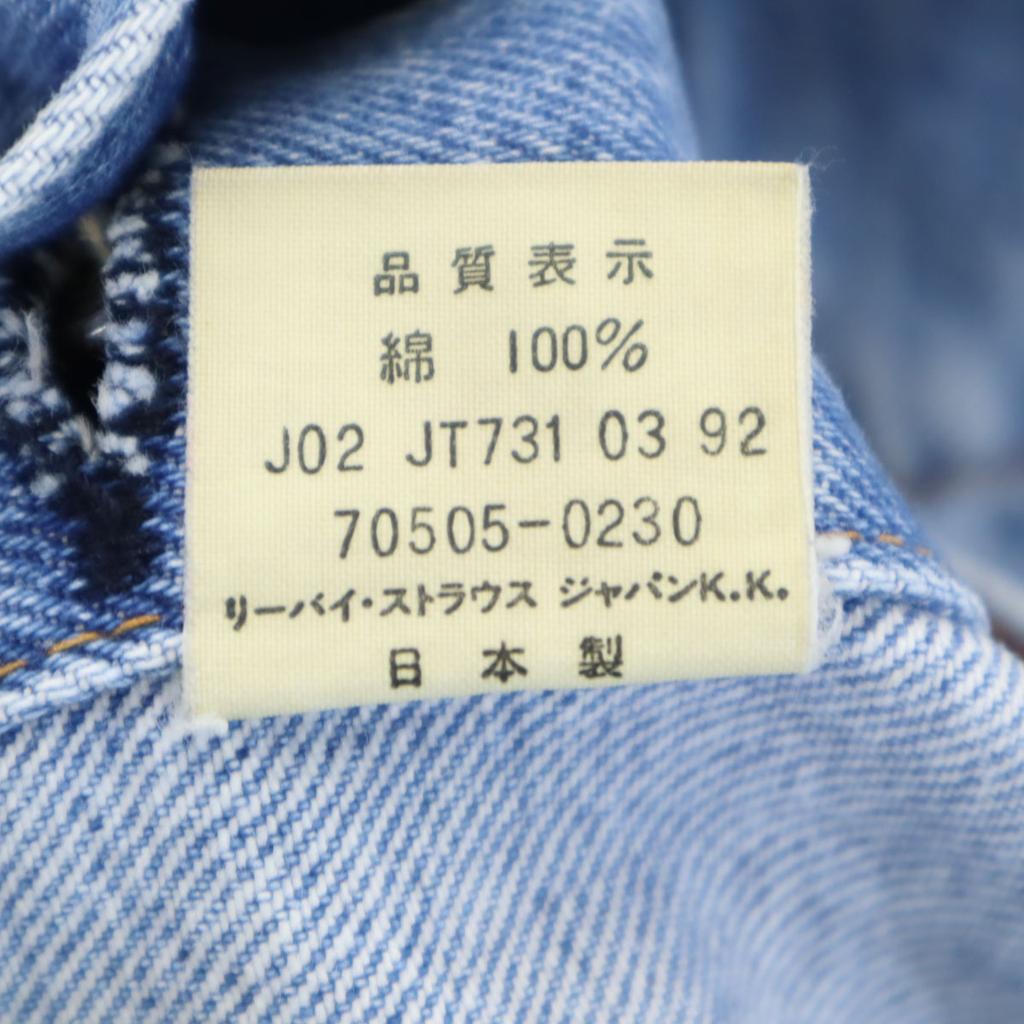 品質表示
綿 100%
J02 JT731 03 92
70505-0230
リーバイ・ストラウス ジャパンK.K.
日本製